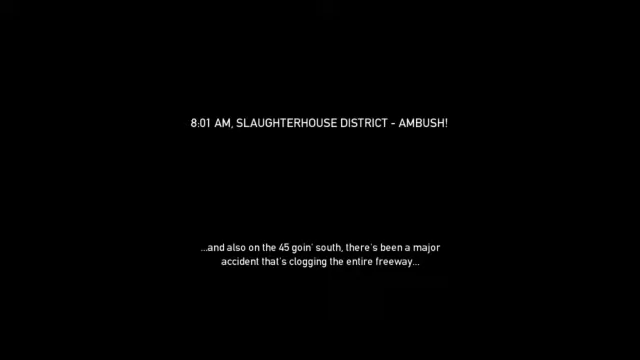 8:01 AM, SLAUGHTERHOUSE DISTRICT - AMBUSH!
...and also on the 45 goin' south, there's been a major
accident that's clogging the entire freeway...